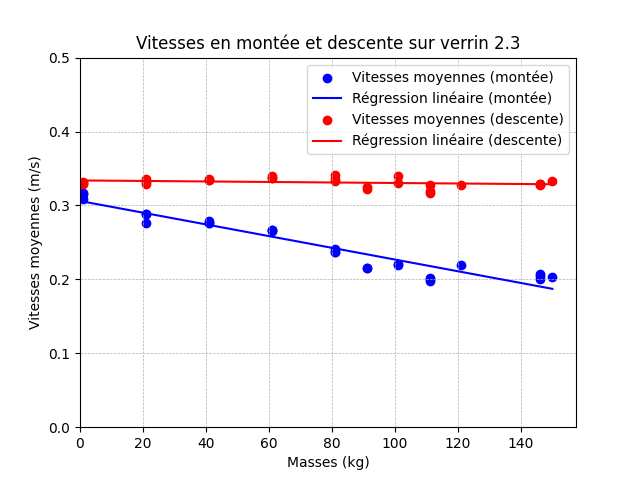 Vitesses en montée et descente sur verrin 2.3
Vitesses moyennes (montée)
Régression linéaire (montée)
Vitesses moyennes (descente)
Régression linéaire (descente)
Vitesses moyennes (m/s)
0.5
0.4
0.3
0.2
0.1
0.0
0 20 40 60 80 100 120 140
Masses (kg)